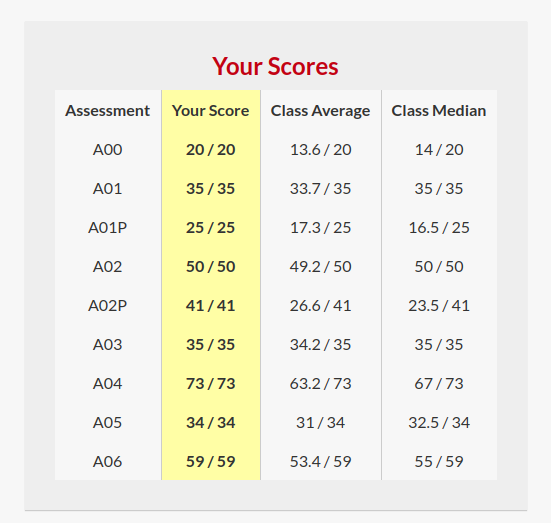 Your Scores
Assessment Your Score Class Average Class Median
A00 20 / 20 13.6 / 20 14 / 20
A01 35 / 35 33.7 / 35 35 / 35
A01P 25 / 25 17.3 / 25 16.5 / 25
A02 50 / 50 49.2 / 50 50 / 50
A02P 41 / 41 26.6 / 41 23.5 / 41
A03 35 / 35 34.2 / 35 35 / 35
A04 73 / 73 63.2 / 73 67 / 73
A05 34 / 34 31 / 34 32.5 / 34
A06 59 / 59 53.4 / 59 55 / 59